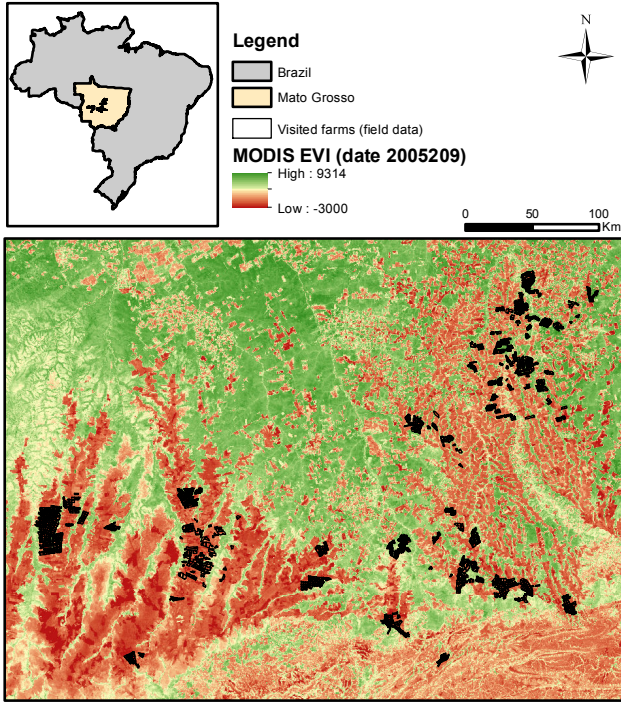 N
Legend
Brazil
Mato Grosso
Visited farms (field data)
MODIS EVI (date 2005209)
High : 9314
Low : -3000
0 50 100
Km